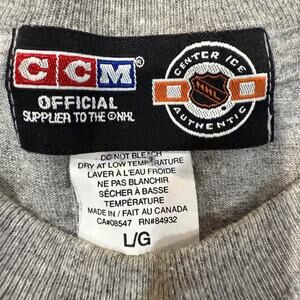 CCM
OFFICIAL
SUPPLIER TO THE NHL
CENTER ICE
NHL
AUTHENTIC
DO NOT BLEACH
DRY AT LOW TEMPERATURE
LAVER À L'EAU FROIDE
NE PAS BLANCHIR
SÉCHER À BASSE
TEMPÉRATURE
MADE IN / FAIT AU CANADA
CA#08547 RN#84932
L/G